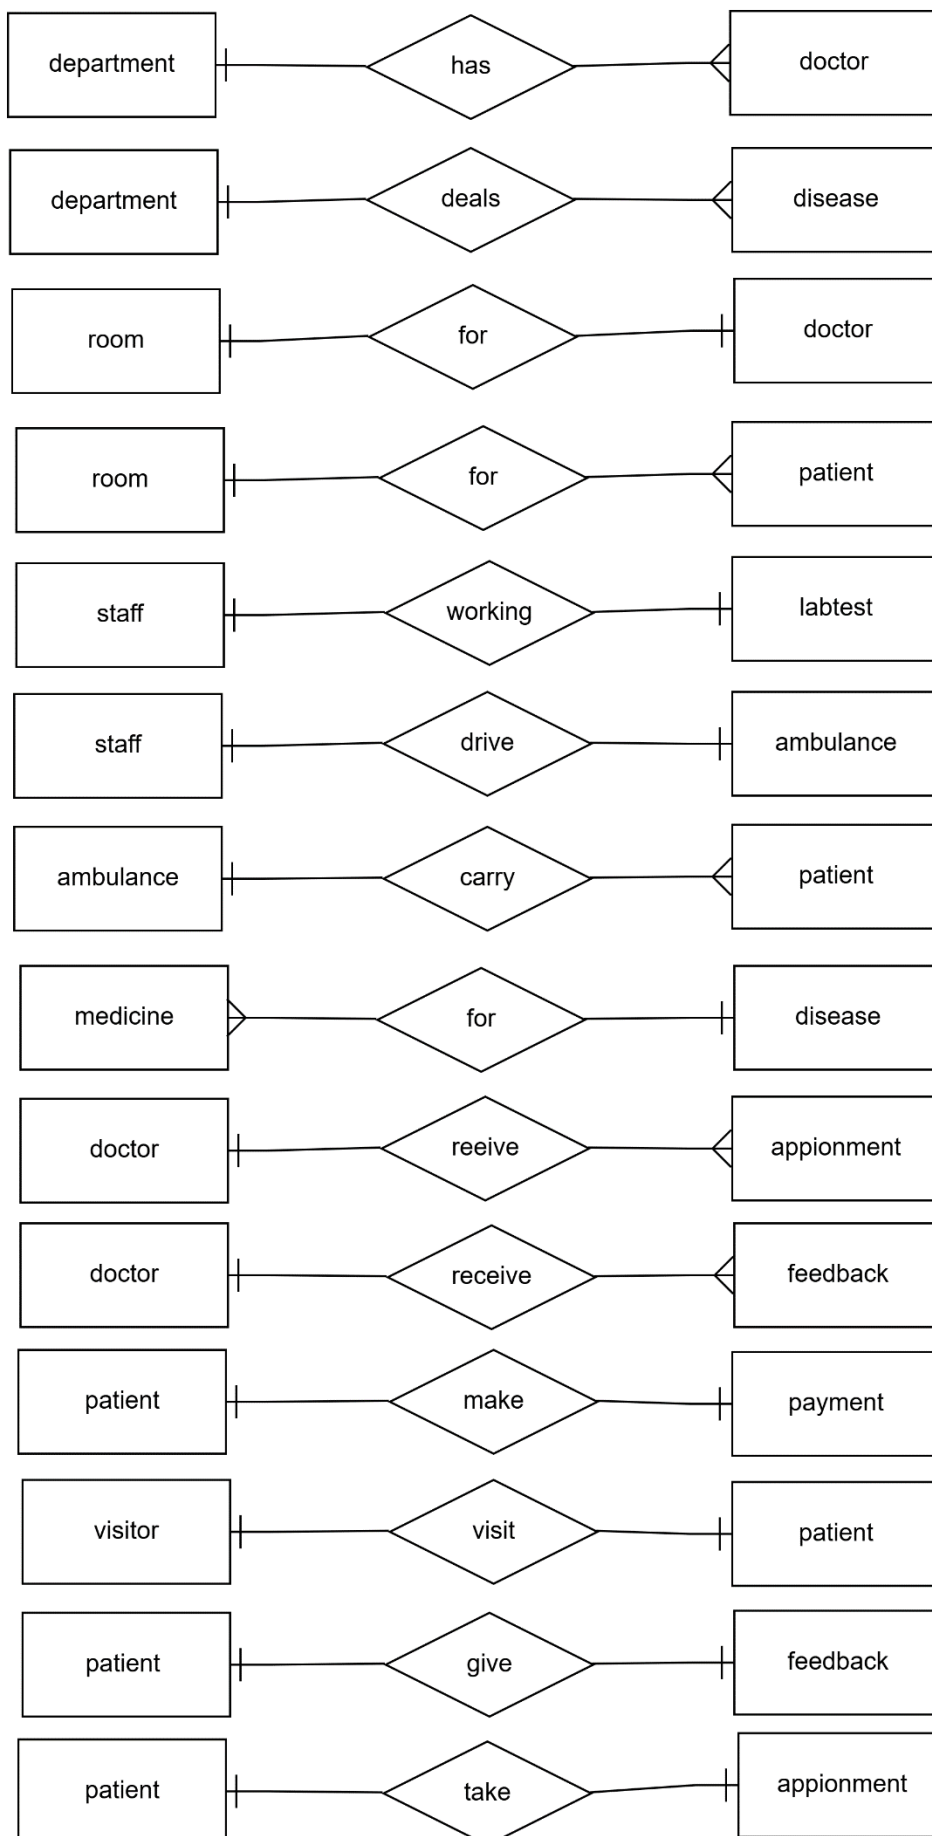 department has doctor
department deals disease
room for doctor
room for patient
staff working labtest
staff drive ambulance
ambulance carry patient
medicine for disease
doctor reeive appionment
doctor receive feedback
patient make payment
visitor visit patient
patient give feedback
patient take appionment